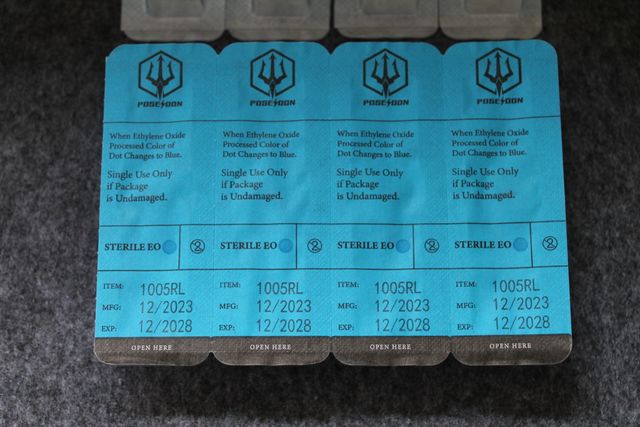 POSEIDON
When Ethylene Oxide
Processed Color of
Dot Changes to Blue.
Single Use Only
if Package
is Undamaged.
STERILE EO 2
ITEM: 1005RL
MFG: 12/2023
EXP: 12/2028
OPEN HERE
POSEIDON
When Ethylene Oxide
Processed Color of
Dot Changes to Blue.
Single Use Only
if Package
is Undamaged.
STERILE EO 2
ITEM: 1005RL
MFG: 12/2023
EXP: 12/2028
OPEN HERE
POSEIDON
When Ethylene Oxide
Processed Color of
Dot Changes to Blue.
Single Use Only
if Package
is Undamaged.
STERILE EO 2
ITEM: 1005RL
MFG: 12/2023
EXP: 12/2028
OPEN HERE
POSEIDON
When Ethylene Oxide
Processed Color of
Dot Changes to Blue.
Single Use Only
if Package
is Undamaged.
STERILE EO 2
ITEM: 1005RL
MFG: 12/2023
EXP: 12/2028
OPEN HERE